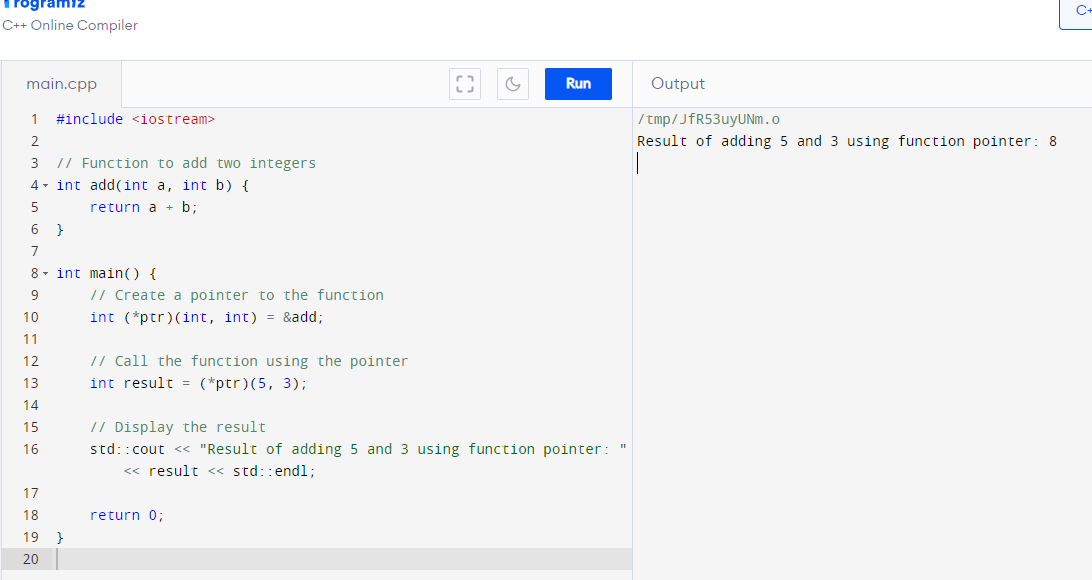 Programiz
C++ Online Compiler
C+
main.cpp
Run
Output
1 #include <iostream>
2
3 // Function to add two integers
4 int add(int a, int b) {
5     return a + b;
6 }
7
8 int main() {
9     // Create a pointer to the function
10     int (*ptr)(int, int) = &add;
11
12     // Call the function using the pointer
13     int result = (*ptr)(5, 3);
14
15     // Display the result
16     std::cout << "Result of adding 5 and 3 using function pointer: "
        << result << std::endl;
17
18     return 0;
19 }
20
/tmp/JfR53uyUNm.o
Result of adding 5 and 3 using function pointer: 8